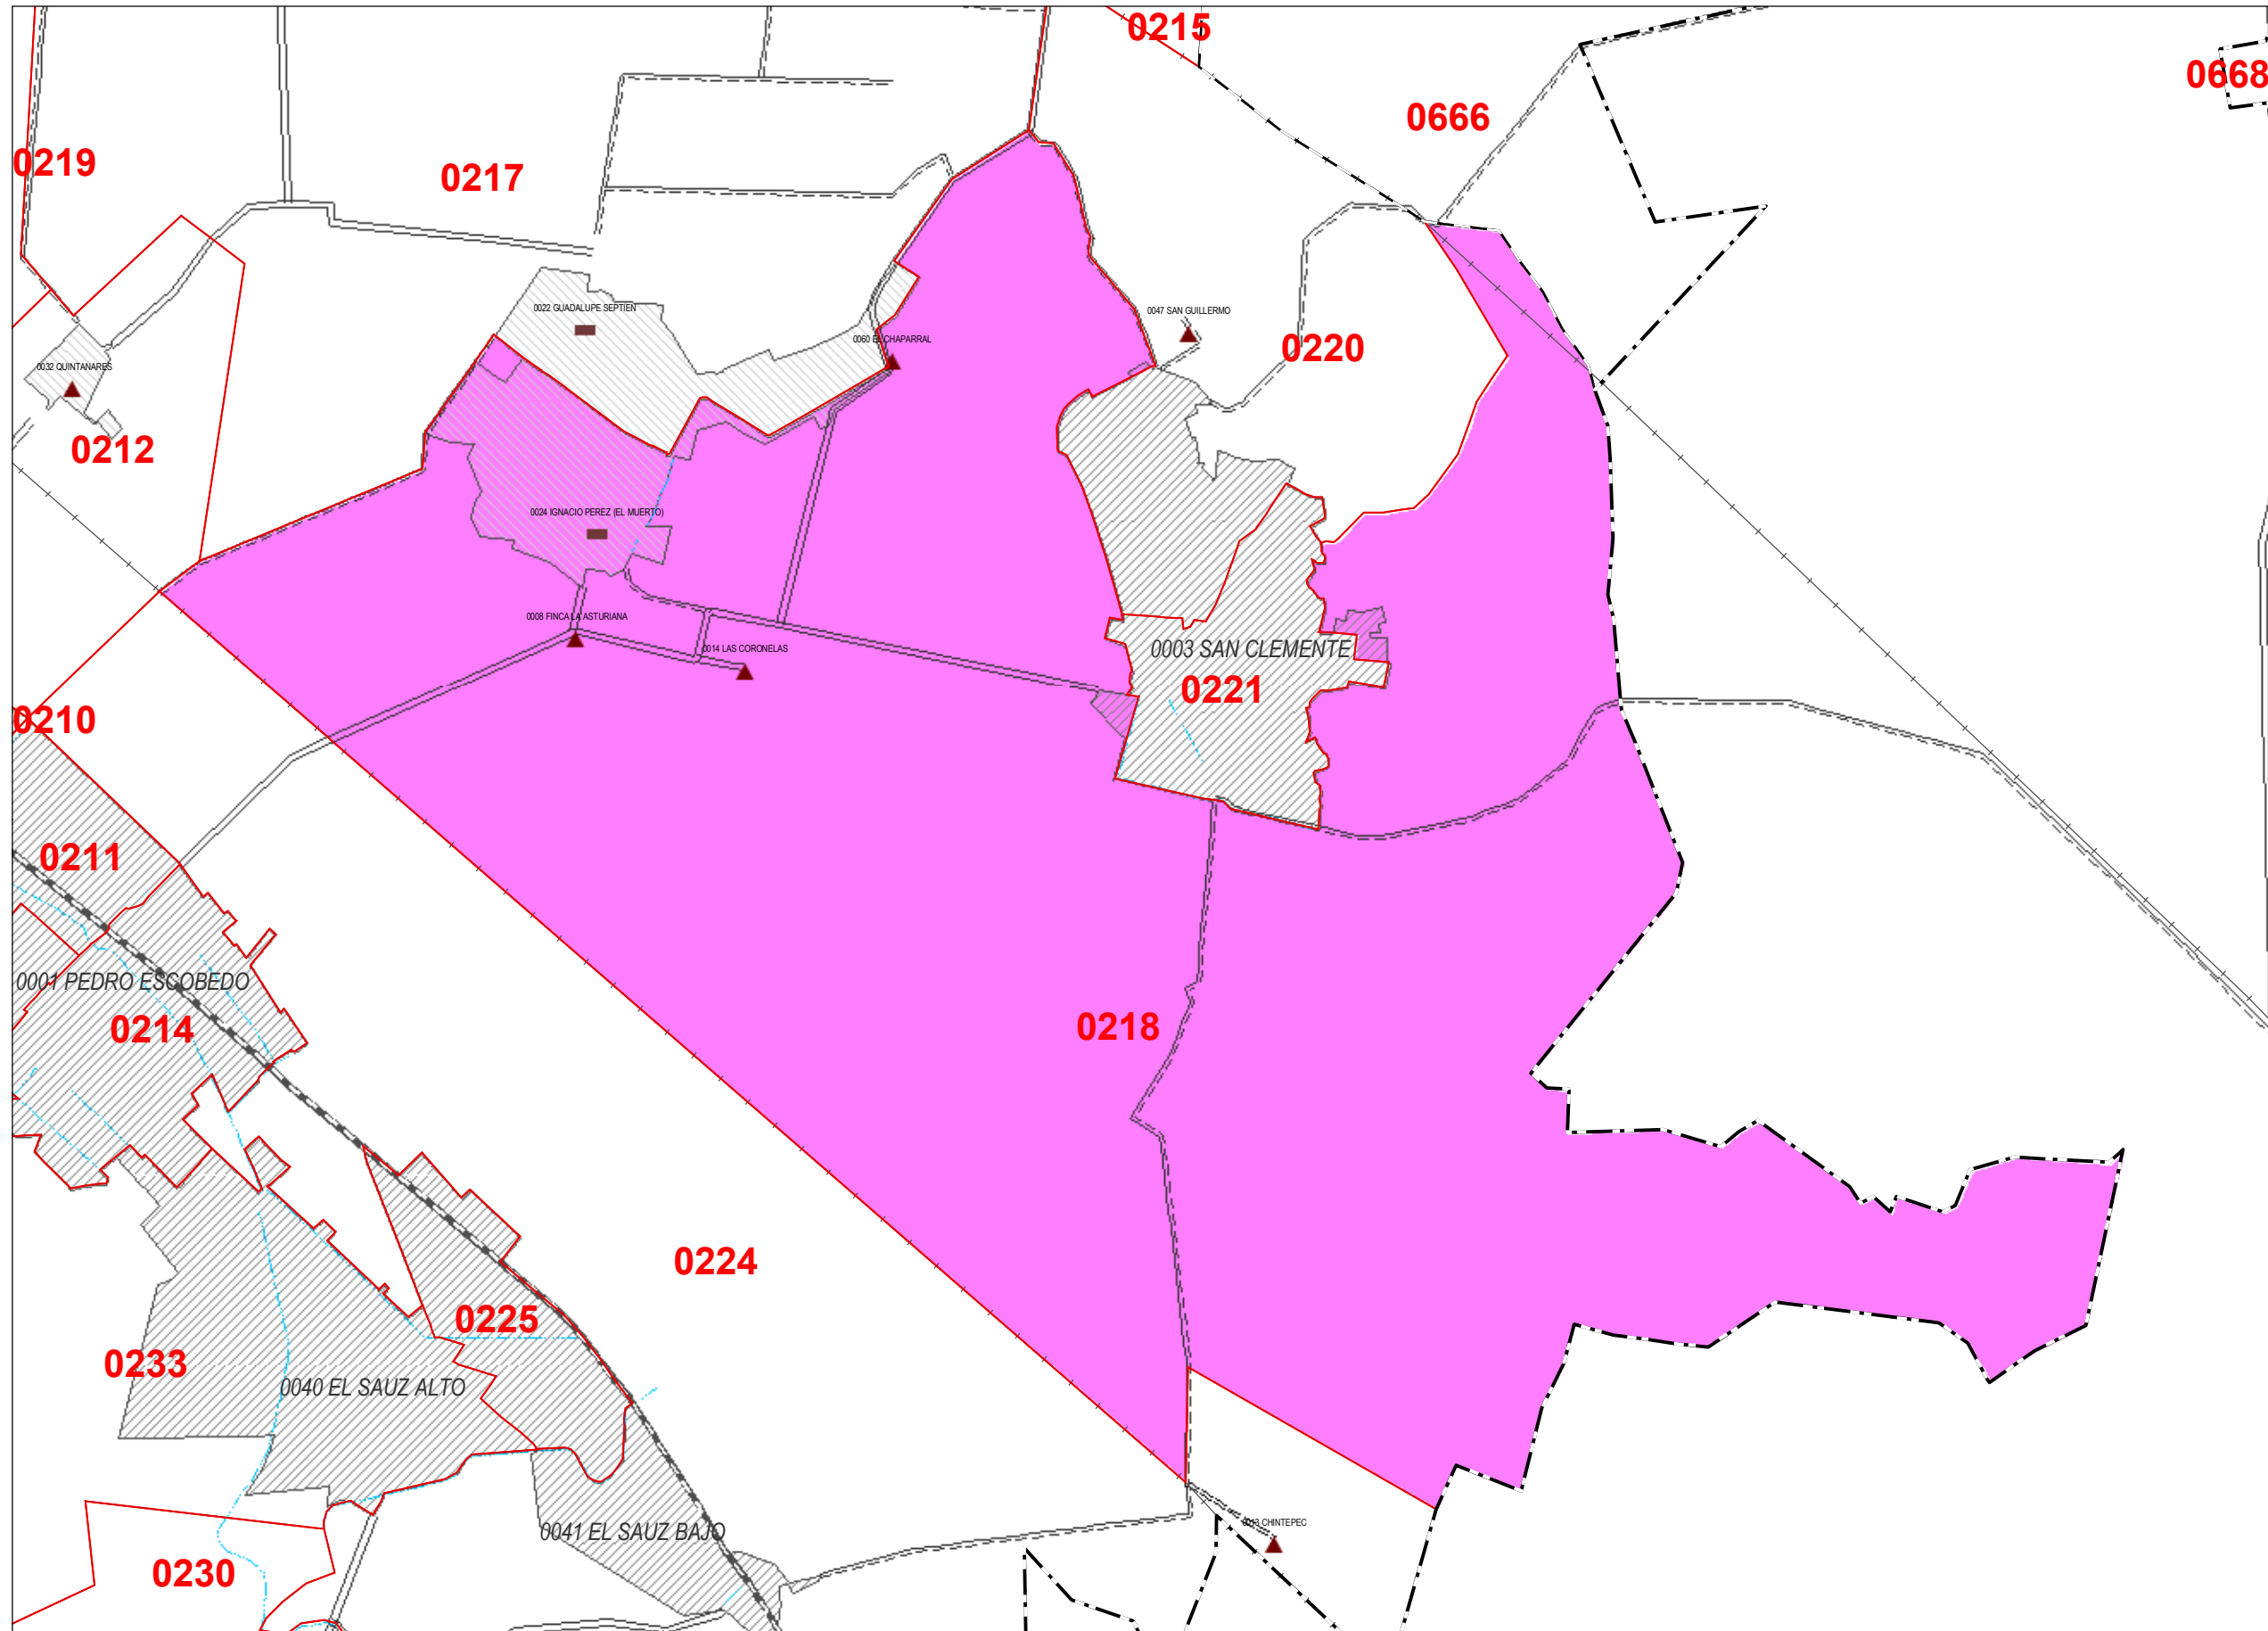 0215
0668
0666
0219
0217
0022 GUADALUPE SEPTIEN
0047 SAN GUILLERMO
0060 EL CHAPARRAL
0220
0032 QUINTANARES
0212
0024 IGNACIO PEREZ (EL MUERTO)
0008 FINCA LA ASTURIANA
0014 LAS CORONELAS
0003 SAN CLEMENTE
0221
0210
0211
0001 PEDRO ESCOBEDO
0214
0218
0224
0225
0233
0040 EL SAUZ ALTO
0013 CHINTEPEC
0041 EL SAUZ BAJO
0230